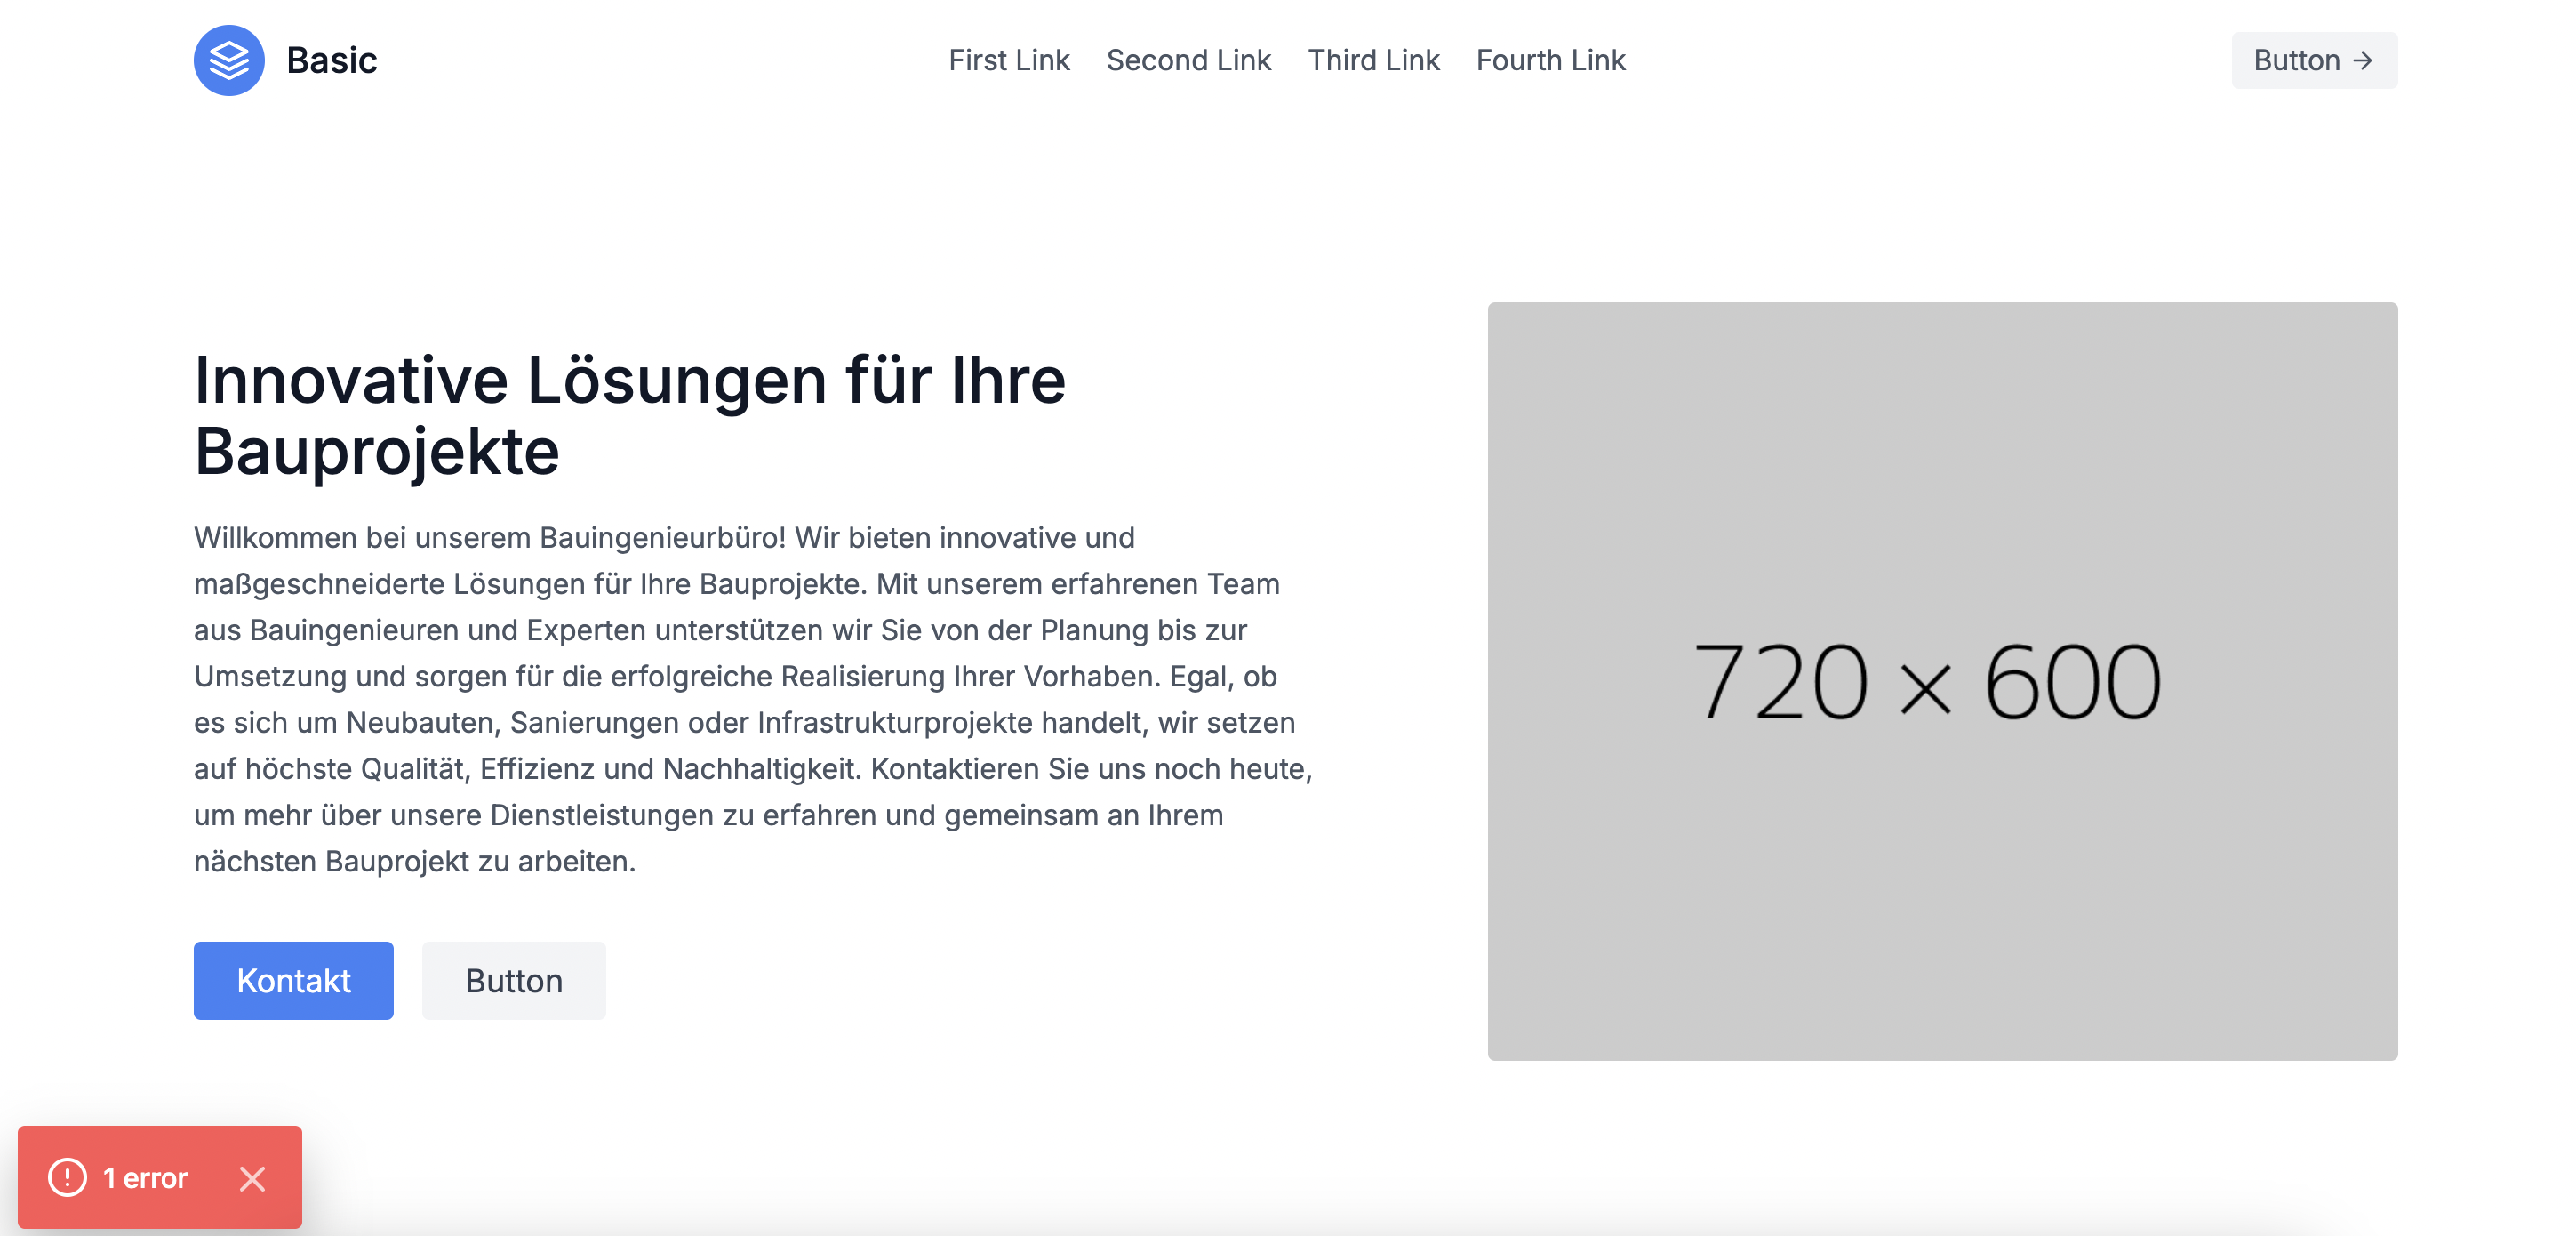 Basic
First Link
Second Link
Third Link
Fourth Link
Button →
Innovative Lösungen für Ihre
Bauprojekte
Willkommen bei unserem Bauingenieurbüro! Wir bieten innovative und
maßgeschneiderte Lösungen für Ihre Bauprojekte. Mit unserem erfahrenen Team
aus Bauingenieuren und Experten unterstützen wir Sie von der Planung bis zur
Umsetzung und sorgen für die erfolgreiche Realisierung Ihrer Vorhaben. Egal, ob
es sich um Neubauten, Sanierungen oder Infrastrukturprojekte handelt, wir setzen
auf höchste Qualität, Effizienz und Nachhaltigkeit. Kontaktieren Sie uns noch heute,
um mehr über unsere Dienstleistungen zu erfahren und gemeinsam an Ihrem
nächsten Bauprojekt zu arbeiten.
Kontakt
Button
720 × 600
1 error